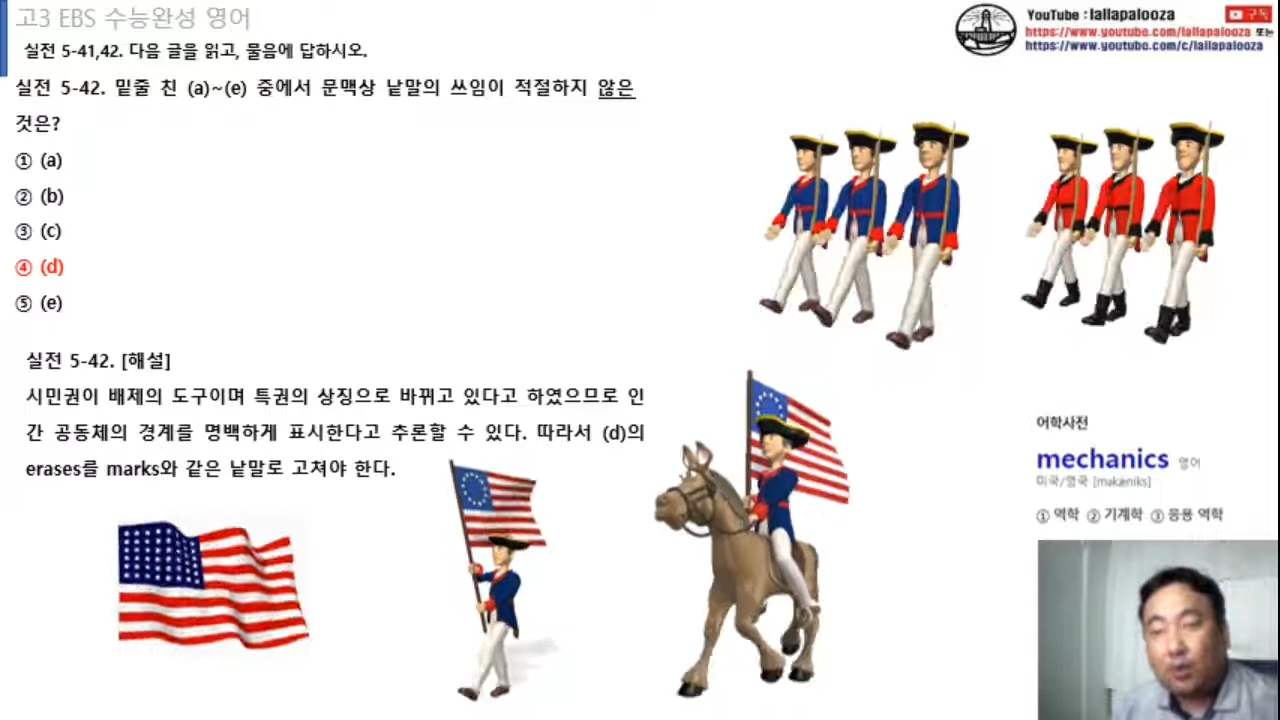 고3 EBS 수능완성 영어
실전 5-41,42. 다음 글을 읽고, 물음에 답하시오.
실전 5-42. 밑줄 친 (a)~(e) 중에서 문맥상 낱말의 쓰임이 적절하지 않은
것은?
① (a)
② (b)
③ (c)
④ (d)
⑤ (e)
실전 5-42. [해설]
시민권이 배제의 도구이며 특권의 상징으로 바뀌고 있다고 하였으므로 인
간 공동체의 경계를 명백하게 표시한다고 추론할 수 있다. 따라서 (d)의
erases를 marks와 같은 낱말로 고쳐야 한다.
YouTube : lallapalooza
구독
https://www.youtube.com/lallapalooza 또는
https://www.youtube.com/c/lallapalooza
어학사전
mechanics 영어
미국/영국 [məkӕniks]
① 역학 ② 기계학 ③ 응용 역학